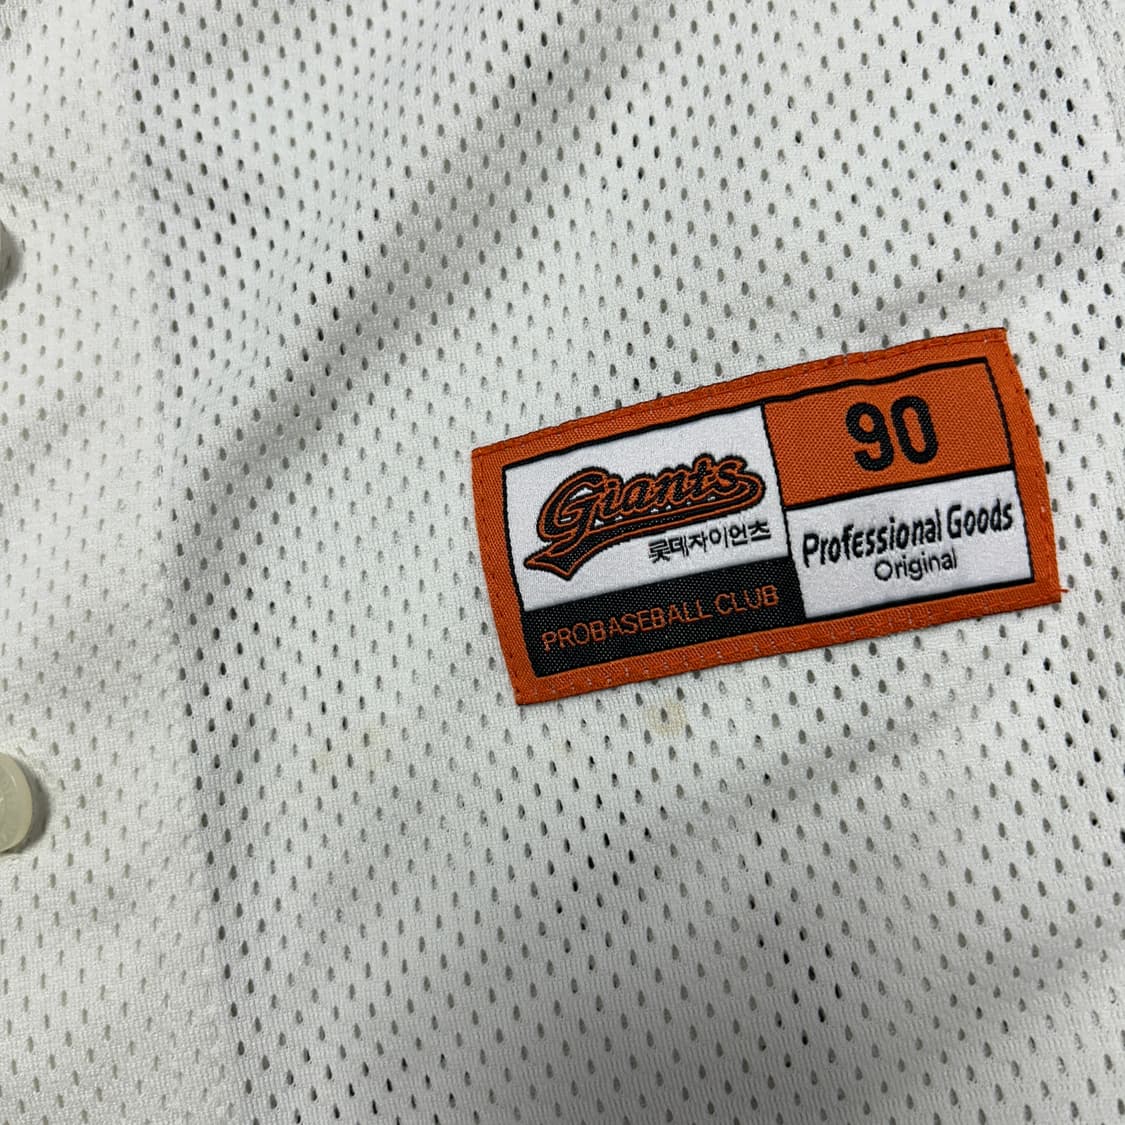 Giants
롯데자이언츠
PROBASEBALL CLUB
90
Professional Goods
Original